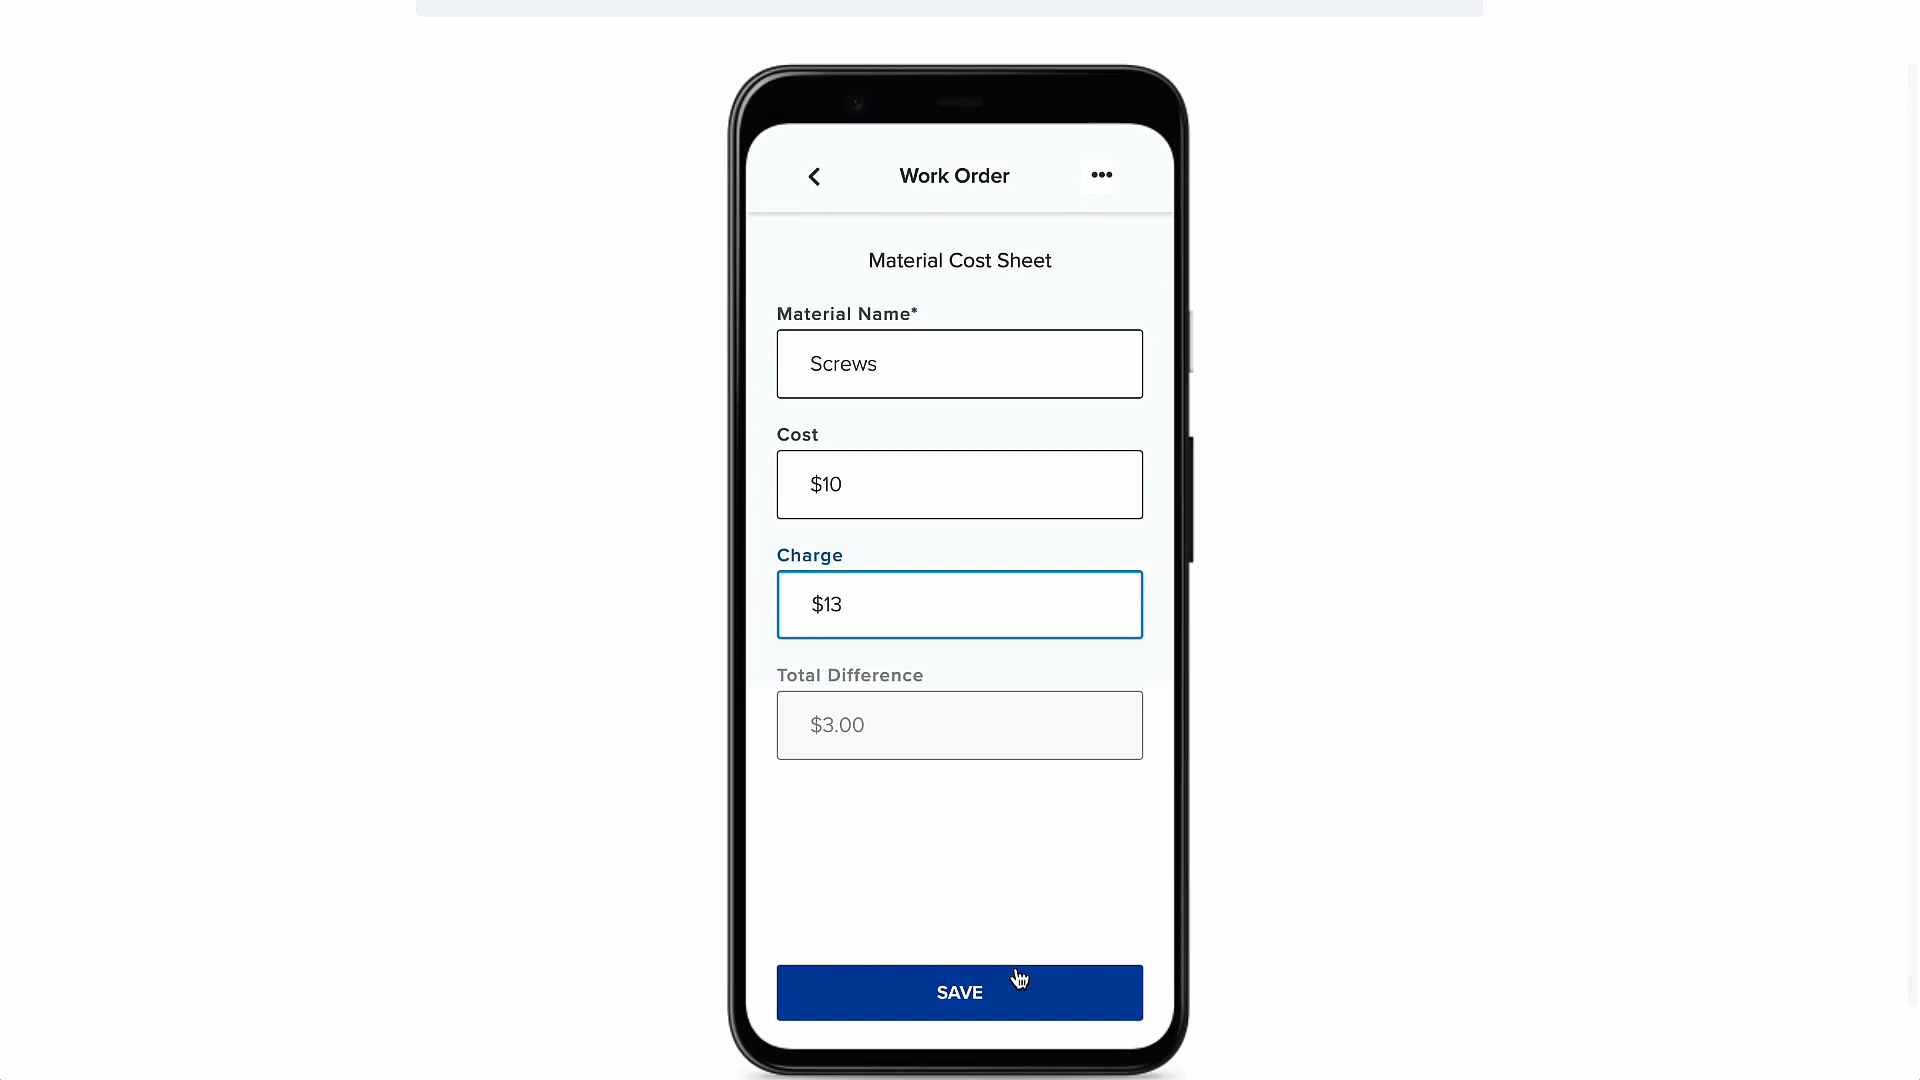 Work Order
Material Cost Sheet
Material Name*
Screws
Cost
$10
Charge
$13
Total Difference
$3.00
SAVE